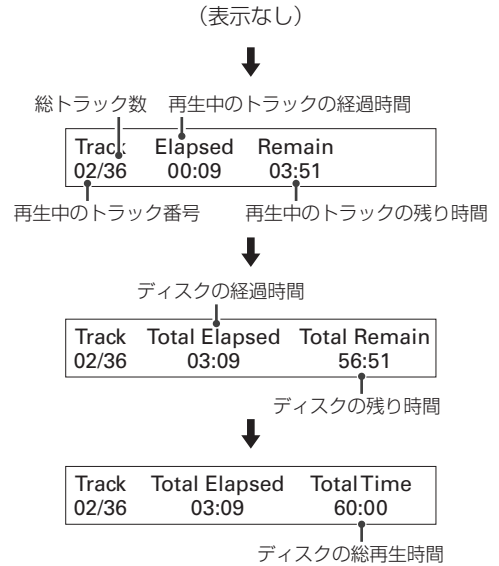 （表示なし）
総トラック数 再生中のトラックの経過時間
Track Elapsed Remain
02/36 00:09 03:51
再生中のトラック番号 再生中のトラックの残り時間
ディスクの経過時間
Track Total Elapsed Total Remain
02/36 03:09 56:51
ディスクの残り時間
Track Total Elapsed Total Time
02/36 03:09 60:00
ディスクの総再生時間